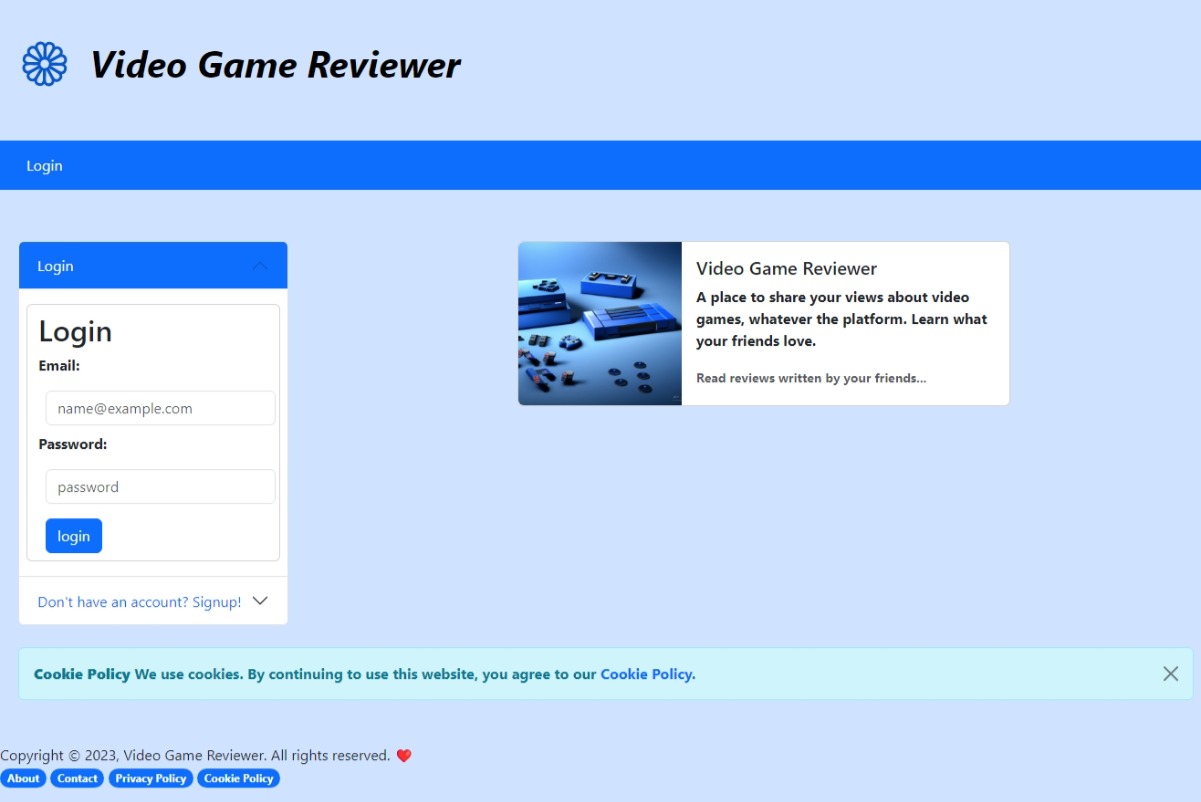 Video Game Reviewer
Login
Login
Login
Email:
name@example.com
Password:
password
login
Don't have an account? Signup!
Video Game Reviewer
A place to share your views about video
games, whatever the platform. Learn what
your friends love.
Read reviews written by your friends...
Cookie Policy We use cookies. By continuing to use this website, you agree to our Cookie Policy.
Copyright © 2023, Video Game Reviewer. All rights reserved. ❤️
About Contact Privacy Policy Cookie Policy